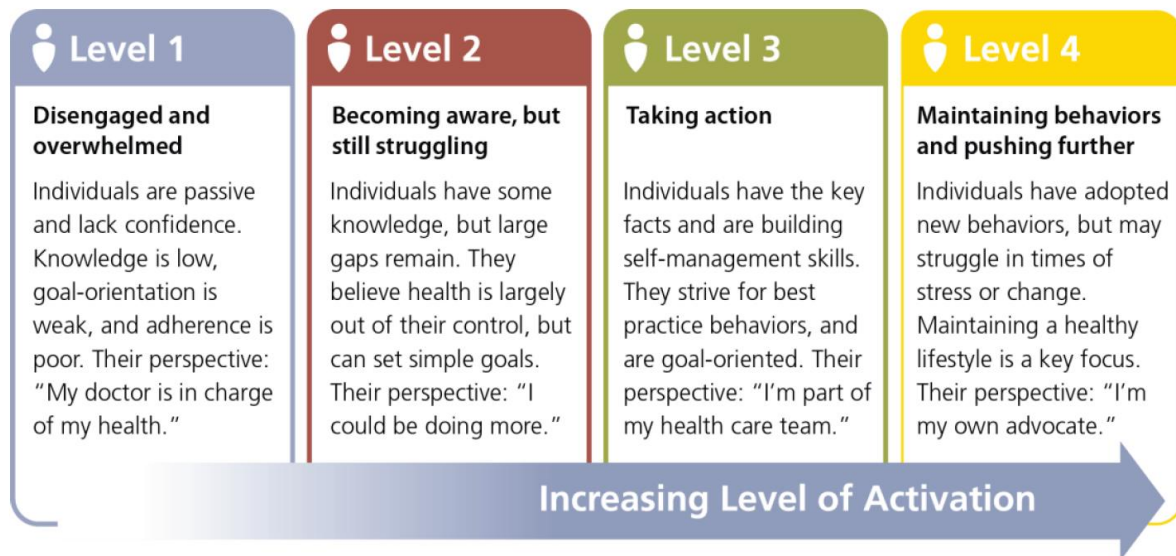 Level 1
Disengaged and
overwhelmed
Individuals are passive
and lack confidence.
Knowledge is low,
goal-orientation is
weak, and adherence is
poor. Their perspective:
“My doctor is in charge
of my health.”
Level 2
Becoming aware, but
still struggling
Individuals have some
knowledge, but large
gaps remain. They
believe health is largely
out of their control, but
can set simple goals.
Their perspective: “I
could be doing more.”
Level 3
Taking action
Individuals have the key
facts and are building
self-management skills.
They strive for best
practice behaviors, and
are goal-oriented. Their
perspective: “I’m part of
my health care team.”
Level 4
Maintaining behaviors
and pushing further
Individuals have adopted
new behaviors, but may
struggle in times of
stress or change.
Maintaining a healthy
lifestyle is a key focus.
Their perspective: “I’m
my own advocate.”
Increasing Level of Activation